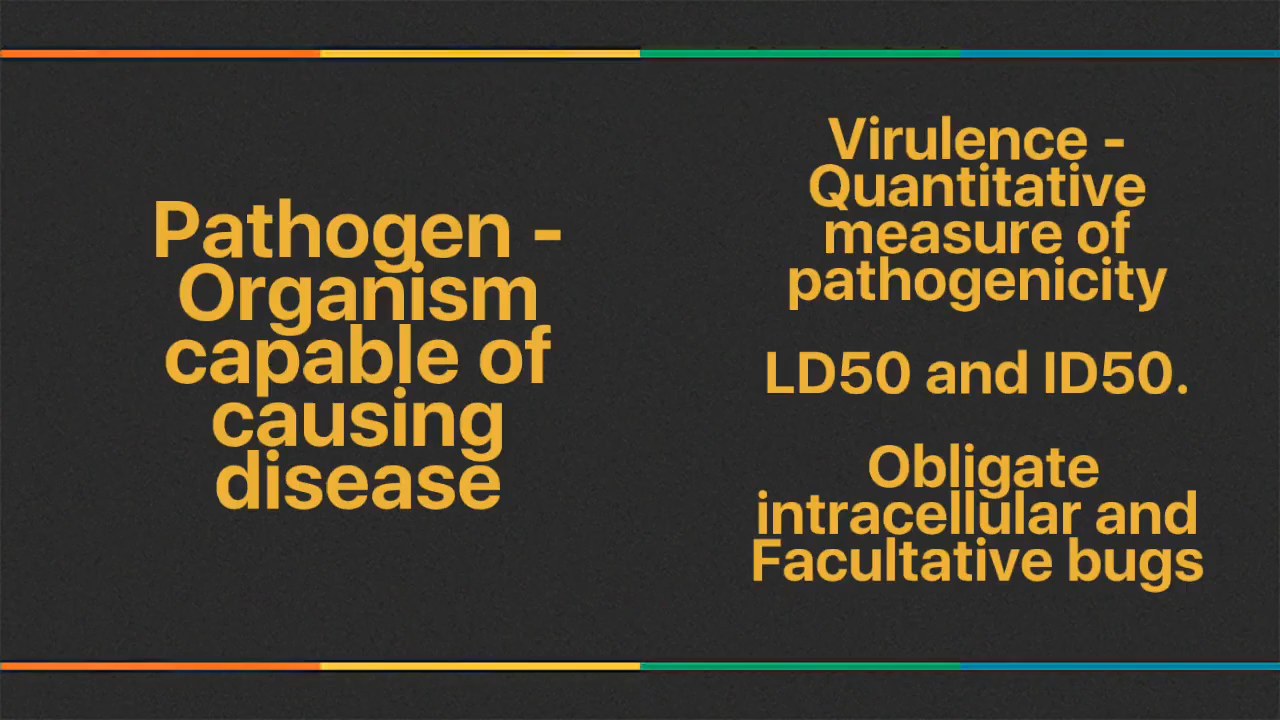 Pathogen -
Organism
capable of
causing
disease
Virulence -
Quantitative
measure of
pathogenicity
LD50 and ID50.
Obligate
intracellular and
Facultative bugs